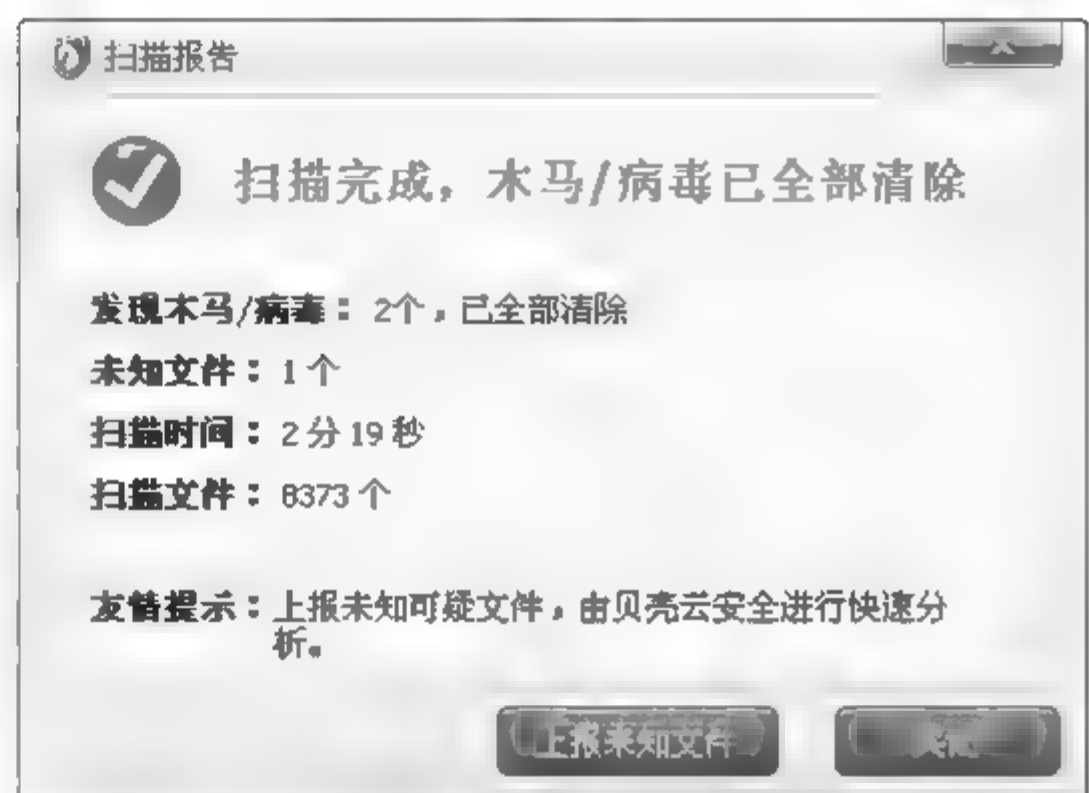 扫描报告
扫描完成，木马/病毒已全部清除
发现木马/病毒：2个，已全部清除
未知文件：1个
扫描时间：2分19秒
扫描文件：8373个
友情提示：上报未知可疑文件，由贝壳云安全进行快速分
析。
上报未知文件